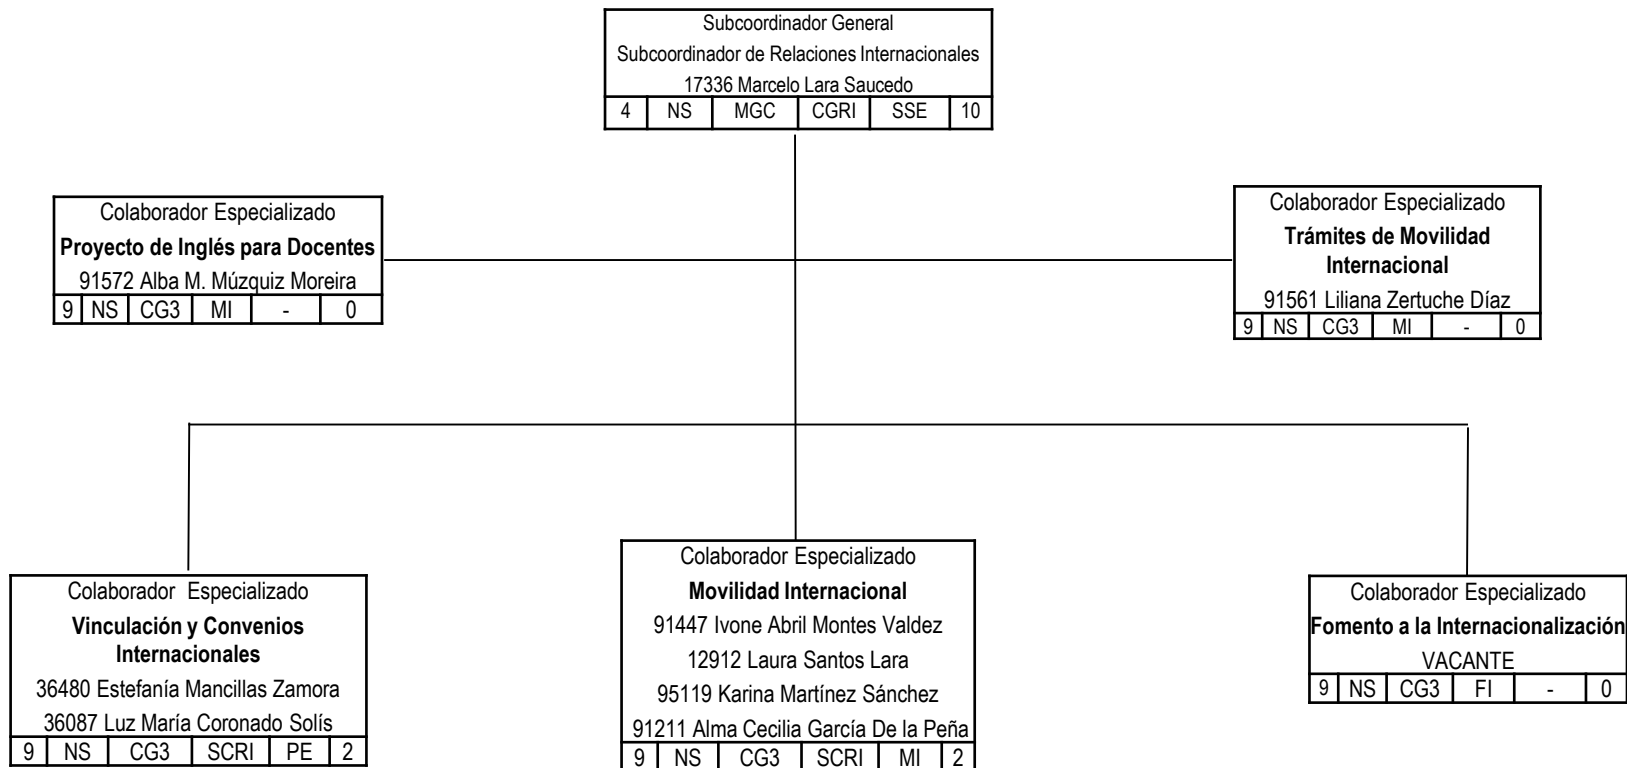 Subcoordinador General
Subcoordinador de Relaciones Internacionales
17336 Marcelo Lara Saucedo
4 NS MGC CGRI SSE 10
Colaborador Especializado
Proyecto de Inglés para Docentes
91572 Alba M. Múzquiz Moreira
9 NS CG3 MI - 0
Colaborador Especializado
Trámites de Movilidad
Internacional
91561 Liliana Zertuche Díaz
9 NS CG3 MI - 0
Colaborador Especializado
Vinculación y Convenios
Internacionales
36480 Estefanía Mancillas Zamora
36087 Luz María Coronado Solís
9 NS CG3 SCRI PE 2
Colaborador Especializado
Movilidad Internacional
91447 Ivone Abril Montes Valdez
12912 Laura Santos Lara
95119 Karina Martínez Sánchez
91211 Alma Cecilia García De la Peña
9 NS CG3 SCRI MI 2
Colaborador Especializado
Fomento a la Internacionalización
VACANTE
9 NS CG3 FI - 0